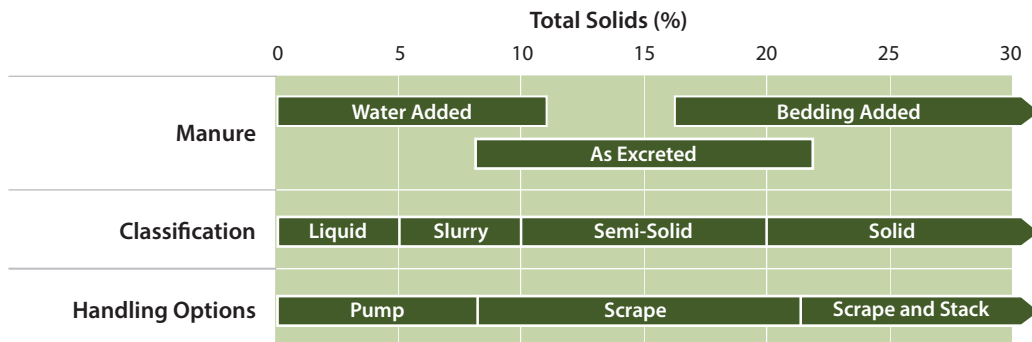 Total Solids (%)
0 5 10 15 20 25 30
Manure
Water Added
Bedding Added
As Excreted
Classification
Liquid
Slurry
Semi-Solid
Solid
Handling Options
Pump
Scrape
Scrape and Stack